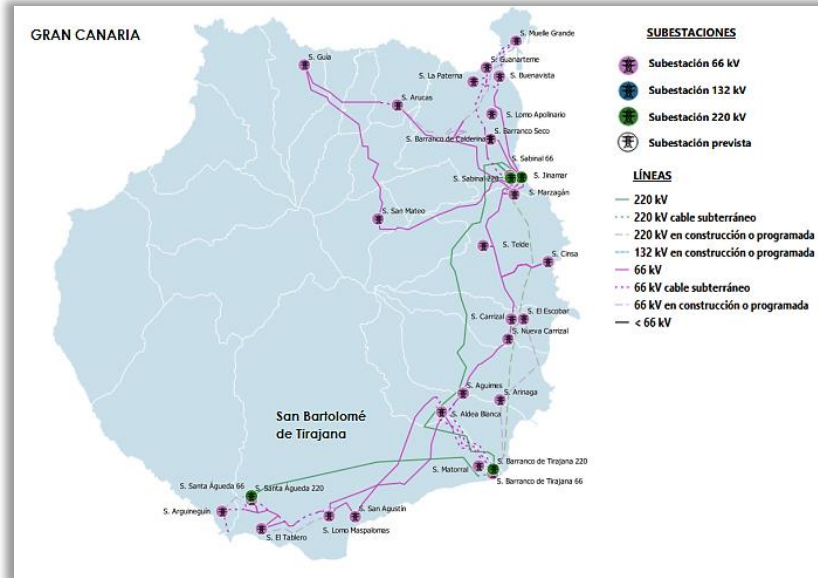 GRAN CANARIA
S. Muelle Grande
S. Guia
S. Guanarteme
S. La Paterna
S. Buenavista
S. Arucas
S. Lomo Apolinario
S. Barranco de Calderina
S. Barranco Seco
S. Sabinal 66
S. Sabinal 220
S. Jinamar
S. Marzagán
S. San Mateo
S. Telde
S. Cinsa
S. Carrizal
S. El Escobar
S. Nueva Carrizal
S. Aguimes
S. Arinaga
S. Aldea Blanca
San Bartolomé
de Tirajana
S. Barranco de Tirajana 220
S. Matorral
S. Barranco de Tirajana 66
S. Santa Águeda 66
S. Santa Águeda 220
S. Arguineguín
S. San Agustín
S. Lomo Maspalomas
S. El Tablero
SUBESTACIONES
Subestación 66 kV
Subestación 132 kV
Subestación 220 kV
Subestación prevista
LÍNEAS
220 kV
220 kV cable subterráneo
220 kV en construcción o programada
132 kV en construcción o programada
66 kV
66 kV cable subterráneo
66 kV en construcción o programada
< 66 kV